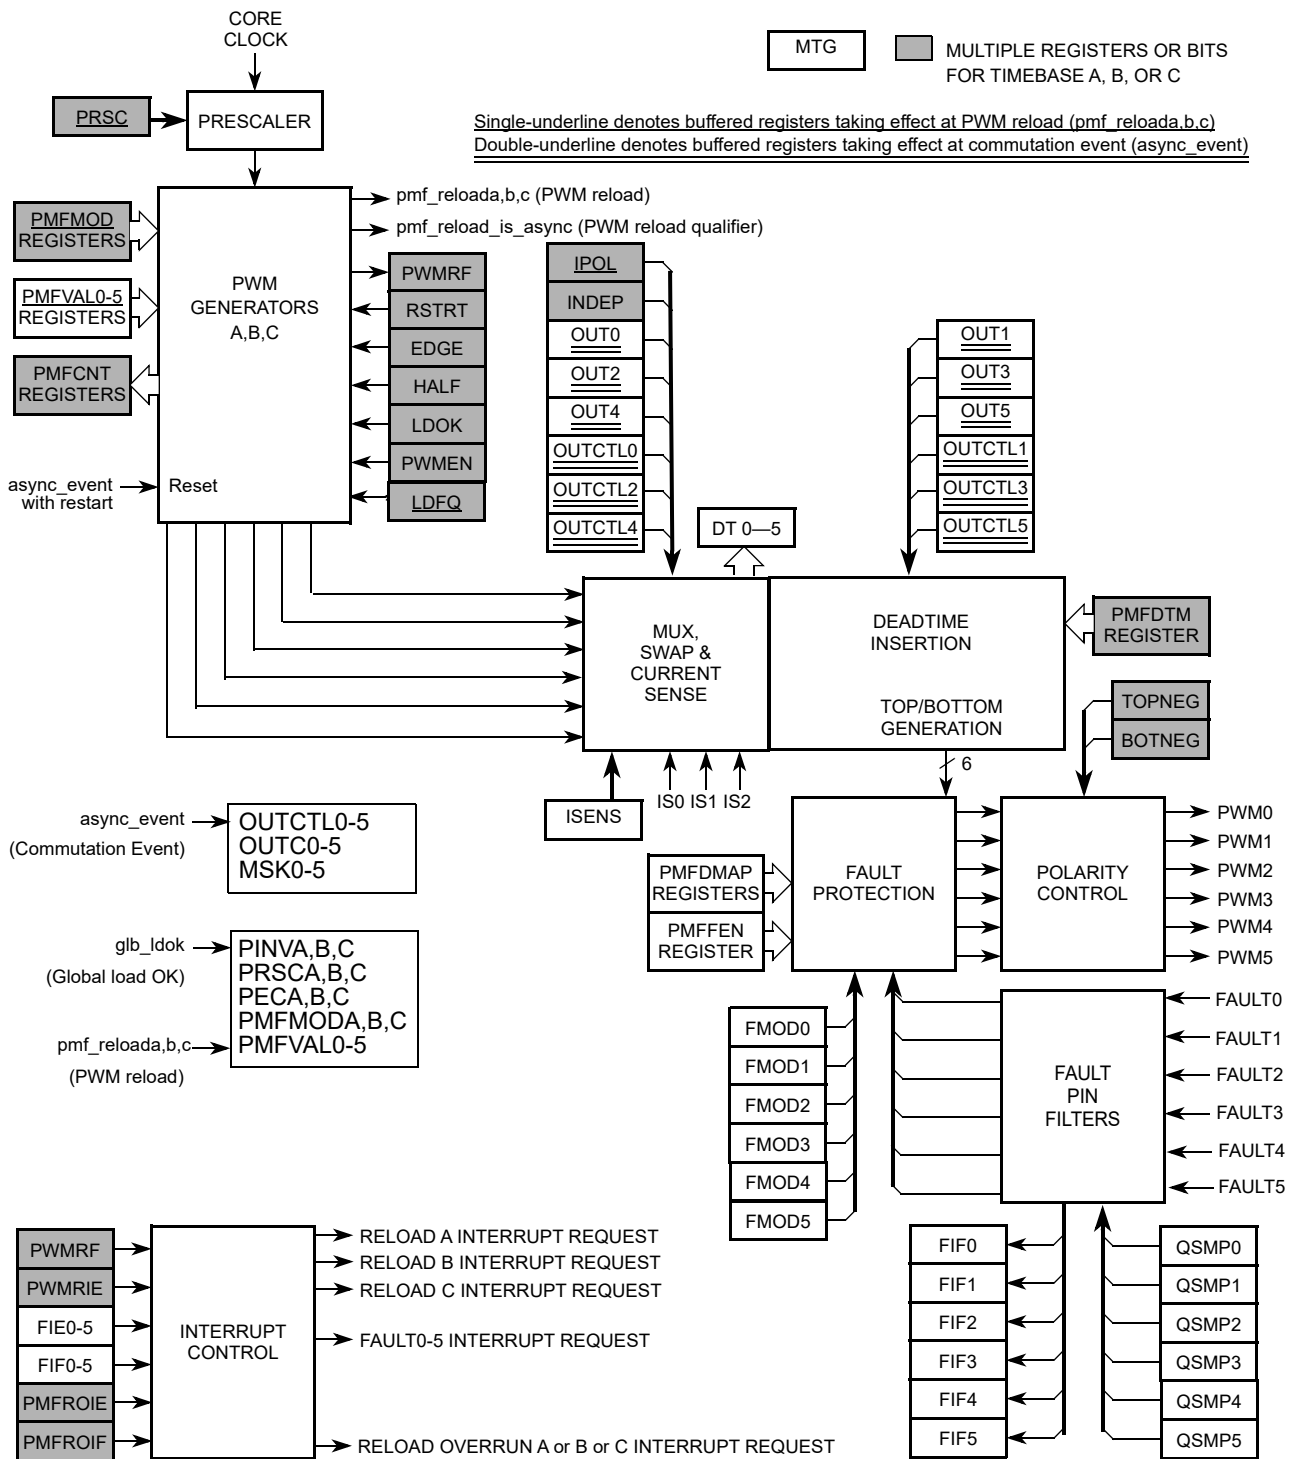 CORE
CLOCK
MTG
MULTIPLE REGISTERS OR BITS
FOR TIMEBASE A, B, OR C
PRSC
PRESCALER
Single-underline denotes buffered registers taking effect at PWM reload (pmf_reloada,b,c)
Double-underline denotes buffered registers taking effect at commutation event (async_event)
PMFMOD
REGISTERS
PMFVAL0-5
REGISTERS
PMFCNT
REGISTERS
async_event
with restart
PWM
GENERATORS
A,B,C
Reset
pmf_reloada,b,c (PWM reload)
pmf_reload_is_async (PWM reload qualifier)
PWMRF
RSTRT
EDGE
HALF
LDOK
PWMEN
LDFQ
IPOL
INDEP
OUT0
OUT2
OUT4
OUTCTL0
OUTCTL2
OUTCTL4
DT 0—5
OUT1
OUT3
OUT5
OUTCTL1
OUTCTL3
OUTCTL5
MUX,
SWAP &
CURRENT
SENSE
DEADTIME
INSERTION
TOP/BOTTOM
GENERATION
PMFDTM
REGISTER
TOPNEG
BOTNEG
6
ISENS
IS0 IS1 IS2
async_event
(Commutation Event)
OUTCTL0-5
OUTC0-5
MSK0-5
glb_ldok
(Global load OK)
pmf_reloada,b,c
(PWM reload)
PINVA,B,C
PRSCA,B,C
PECA,B,C
PMFMODA,B,C
PMFVAL0-5
PMFDMAP
REGISTERS
PMFFEN
REGISTER
FAULT
PROTECTION
POLARITY
CONTROL
PWM0
PWM1
PWM2
PWM3
PWM4
PWM5
FMOD0
FMOD1
FMOD2
FMOD3
FMOD4
FMOD5
FAULT
PIN
FILTERS
FAULT0
FAULT1
FAULT2
FAULT3
FAULT4
FAULT5
FIF0
FIF1
FIF2
FIF3
FIF4
FIF5
QSMP0
QSMP1
QSMP2
QSMP3
QSMP4
QSMP5
PWMRF
PWMRIE
FIE0-5
FIF0-5
PMFROIE
PMFROIF
INTERRUPT
CONTROL
RELOAD A INTERRUPT REQUEST
RELOAD B INTERRUPT REQUEST
RELOAD C INTERRUPT REQUEST
FAULT0-5 INTERRUPT REQUEST
RELOAD OVERRUN A or B or C INTERRUPT REQUEST